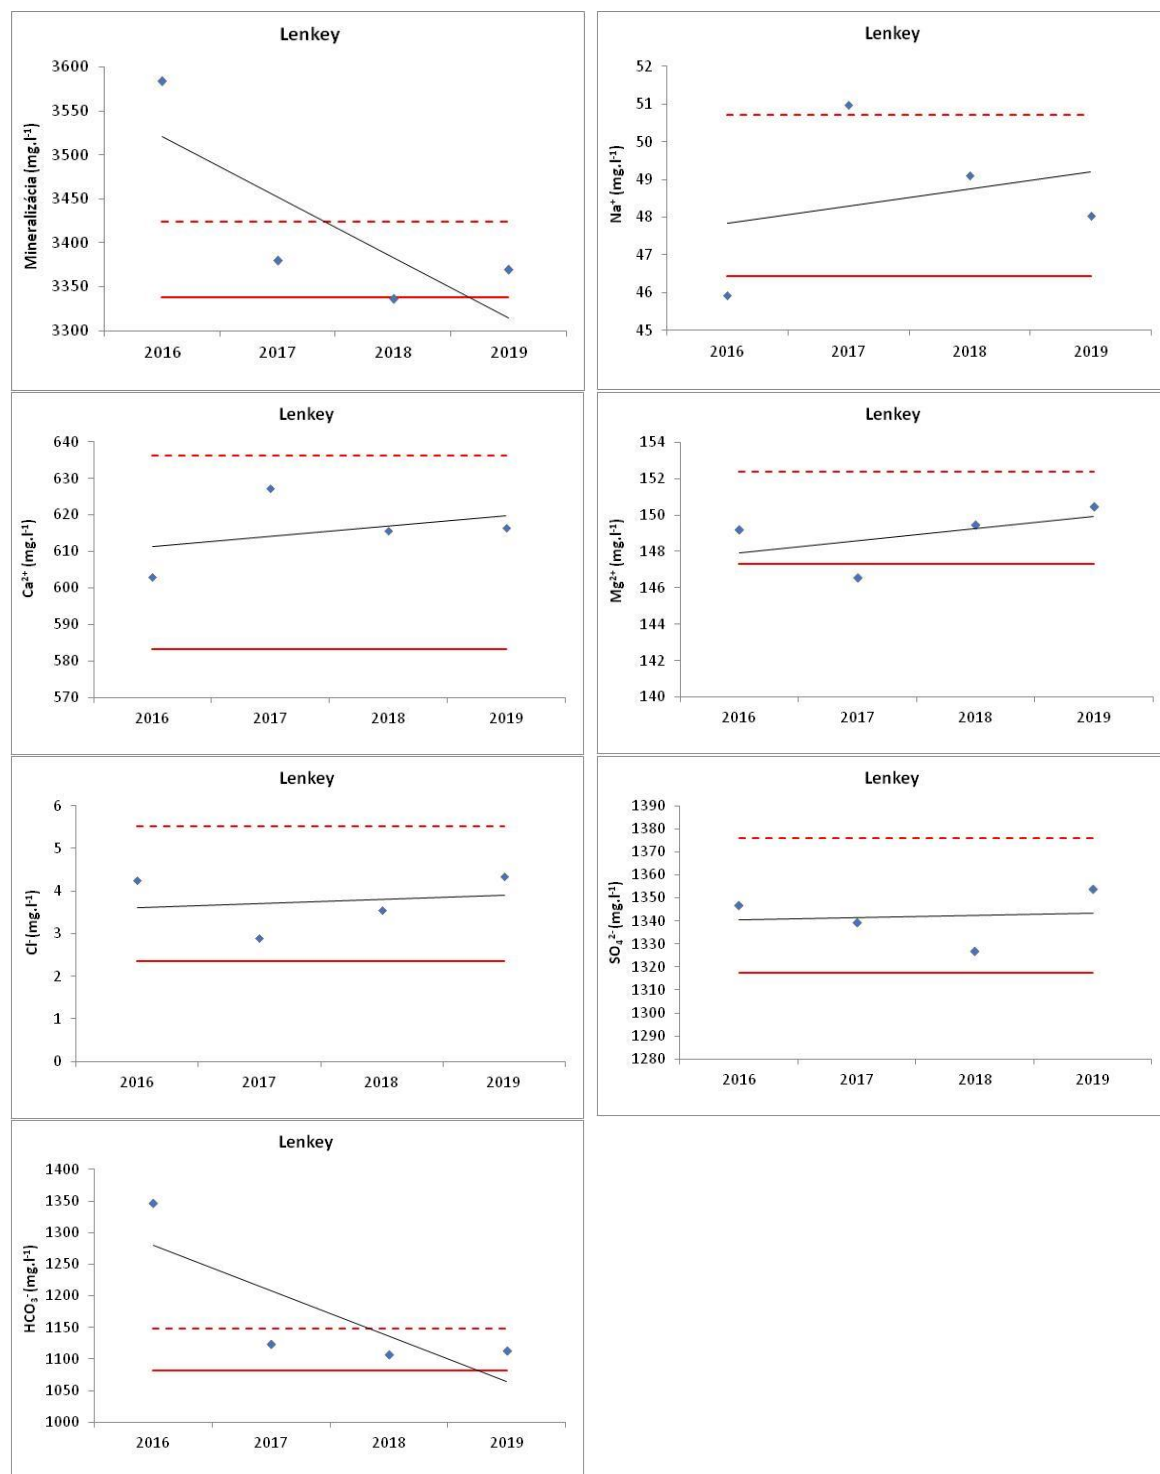 Lenkey
Mineralizácia (mg.l⁻¹)
3600
3550
3500
3450
3400
3350
3300
2016 2017 2018 2019
Lenkey
Na⁺ (mg.l⁻¹)
52
51
50
49
48
47
46
45
2016 2017 2018 2019
Lenkey
Ca²⁺ (mg.l⁻¹)
640
630
620
610
600
590
580
570
2016 2017 2018 2019
Lenkey
Mg²⁺ (mg.l⁻¹)
154
152
150
148
146
144
142
140
2016 2017 2018 2019
Lenkey
Cl⁻ (mg.l⁻¹)
6
5
4
3
2
1
0
2016 2017 2018 2019
Lenkey
SO₄²⁻ (mg.l⁻¹)
1390
1380
1370
1360
1350
1340
1330
1320
1310
1300
1290
1280
2016 2017 2018 2019
Lenkey
HCO₃⁻ (mg.l⁻¹)
1400
1350
1300
1250
1200
1150
1100
1050
1000
2016 2017 2018 2019